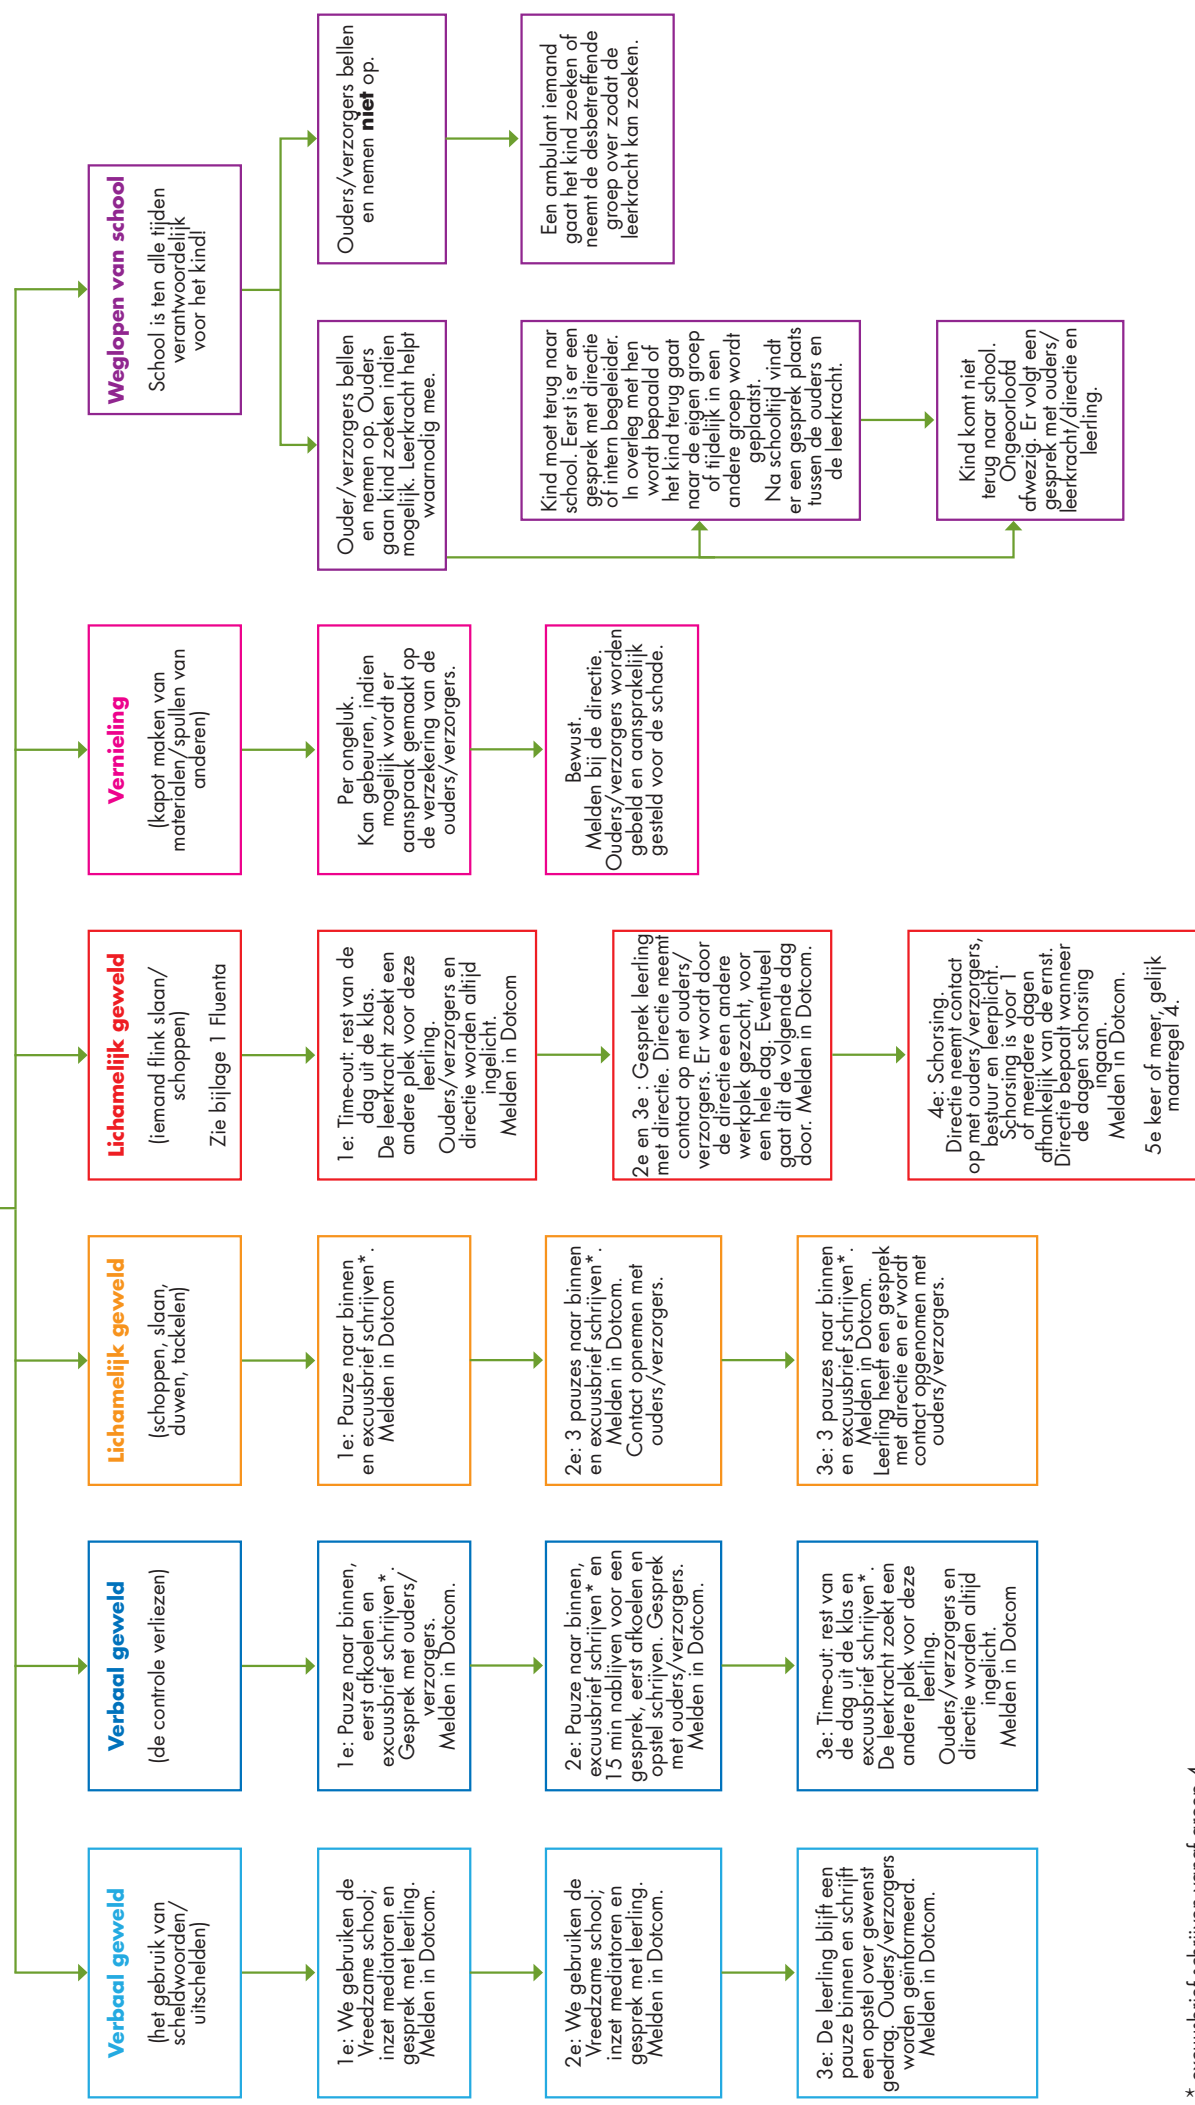 Verbaal geweld
(het gebruik van
scheldwoorden/
uitschelden)
1e: We gebruiken de
Vreedzame school;
inzet mediatoren en
gesprek met leerling.
Melden in Dotcom.
2e: We gebruiken de
Vreedzame school;
inzet mediatoren en
gesprek met leerling.
Melden in Dotcom.
3e: De leerling blijft een
pauze binnen en schrijft
een opstel over gewenst
gedrag. Ouders/verzorgers
worden geïnformeerd.
Melden in Dotcom.
Verbaal geweld
(de controle verliezen)
1e: Pauze naar binnen,
eerst afkoelen en
excuusbrief schrijven*.
Gesprek met ouders/
verzorgers.
Melden in Dotcom.
2e: Pauze naar binnen,
excuusbrief schrijven* en
15 min nablijven voor een
gesprek, eerst afkoelen en
opstel schrijven. Gesprek
met ouders/verzorgers.
Melden in Dotcom.
3e: Time-out: rest van
de dag uit de klas en
excuusbrief schrijven*.
De leerkracht zoekt een
andere plek voor deze
leerling.
Ouders/verzorgers en
directie worden altijd
ingelicht.
Melden in Dotcom
Lichamelijk geweld
(schoppen, slaan,
duwen, tackelen)
1e: Pauze naar binnen
en excuusbrief schrijven*.
Melden in Dotcom
2e: 3 pauzes naar binnen
en excuusbrief schrijven*.
Melden in Dotcom.
Contact opnemen met
ouders/verzorgers.
3e: 3 pauzes naar binnen
en excuusbrief schrijven*.
Melden in Dotcom.
Leerling heeft een gesprek
met directie en er wordt
contact opgenomen met
ouders/verzorgers.
Lichamelijk geweld
(iemand flink slaan/
schoppen)
Zie bijlage 1 Fluenta
1e: Time-out: rest van de
dag uit de klas.
De leerkracht zoekt een
andere plek voor deze
leerling.
Ouders/verzorgers en
directie worden altijd
ingelicht.
Melden in Dotcom
2e en 3e : Gesprek leerling
met directie. Directie neemt
contact op met ouders/
verzorgers. Er wordt door
de directie een andere
werkplek gezocht, voor
een hele dag. Eventueel
gaat dit de volgende dag
door. Melden in Dotcom.
4e: Schorsing.
Directie neemt contact
op met ouders/verzorgers,
bestuur en leerplicht.
Schorsing is voor 1
of meerdere dagen
afhankelijk van de ernst.
Directie bepaalt wanneer
de dagen schorsing
ingaan.
Melden in Dotcom.
5e keer of meer, gelijk
maatregel 4.
Vernieling
(kapot maken van
materialen/spullen van
anderen)
Per ongeluk.
Kan gebeuren, indien
mogelijk wordt er
aanspraak gemaakt op
de verzekering van de
ouders/verzorgers.
Bewust.
Melden bij de directie.
Ouders/verzorgers worden
gebeld en aansprakelijk
gesteld voor de schade.
Weglopen van school
School is ten alle tijden
verantwoordelijk
voor het kind!
Ouder/verzorgers bellen
en nemen op. Ouders
gaan kind zoeken indien
mogelijk. Leerkracht helpt
waarnodig mee.
Kind moet terug naar
school. Eerst is er een
gesprek met directie
of intern begeleider.
In overleg met hen
wordt bepaald of
het kind terug gaat
naar de eigen groep
of tijdelijk in een
andere groep wordt
geplaatst.
Na schooltijd vindt
er een gesprek plaats
tussen de ouders en
de leerkracht.
Kind komt niet
terug naar school.
Ongeoorloofd
afwezig. Er volgt een
gesprek met ouders/
leerkracht/directie en
leerling.
Ouders/verzorgers bellen
en nemen niet op.
Een ambulant iemand
gaat het kind zoeken of
neemt de desbetreffende
groep over zodat de
leerkracht kan zoeken.